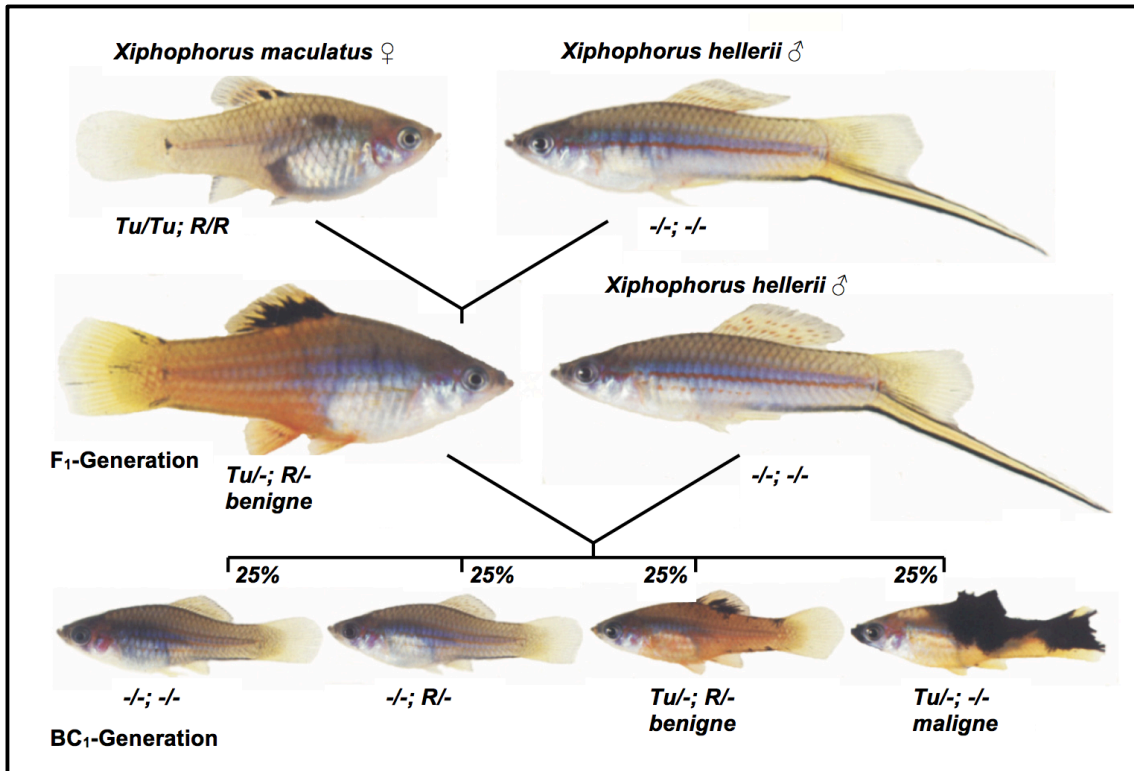 Xiphophorus maculatus ♀
Xiphophorus hellerii ♂
Tu/Tu; R/R
-/-; -/-
Xiphophorus hellerii ♂
F₁-Generation
Tu/-; R/-
benigne
-/-; -/-
25%
25%
25%
25%
-/-; -/-
-/-; R/-
Tu/-; R/-
benigne
Tu/-; -/-
maligne
BC₁-Generation